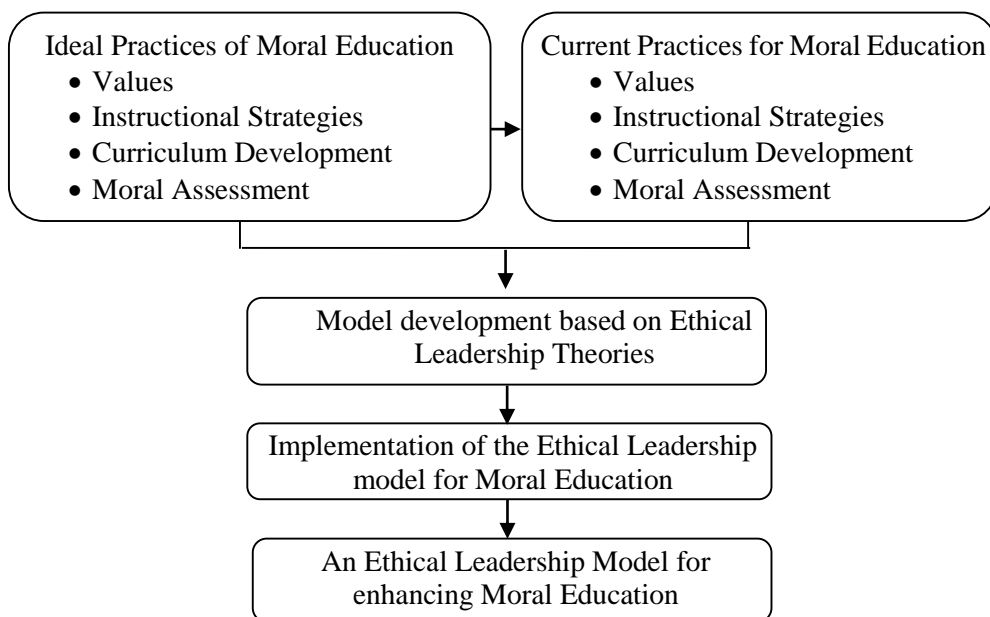 Ideal Practices of Moral Education
• Values
• Instructional Strategies
• Curriculum Development
• Moral Assessment
Current Practices for Moral Education
• Values
• Instructional Strategies
• Curriculum Development
• Moral Assessment
Model development based on Ethical
Leadership Theories
Implementation of the Ethical Leadership
model for Moral Education
An Ethical Leadership Model for
enhancing Moral Education